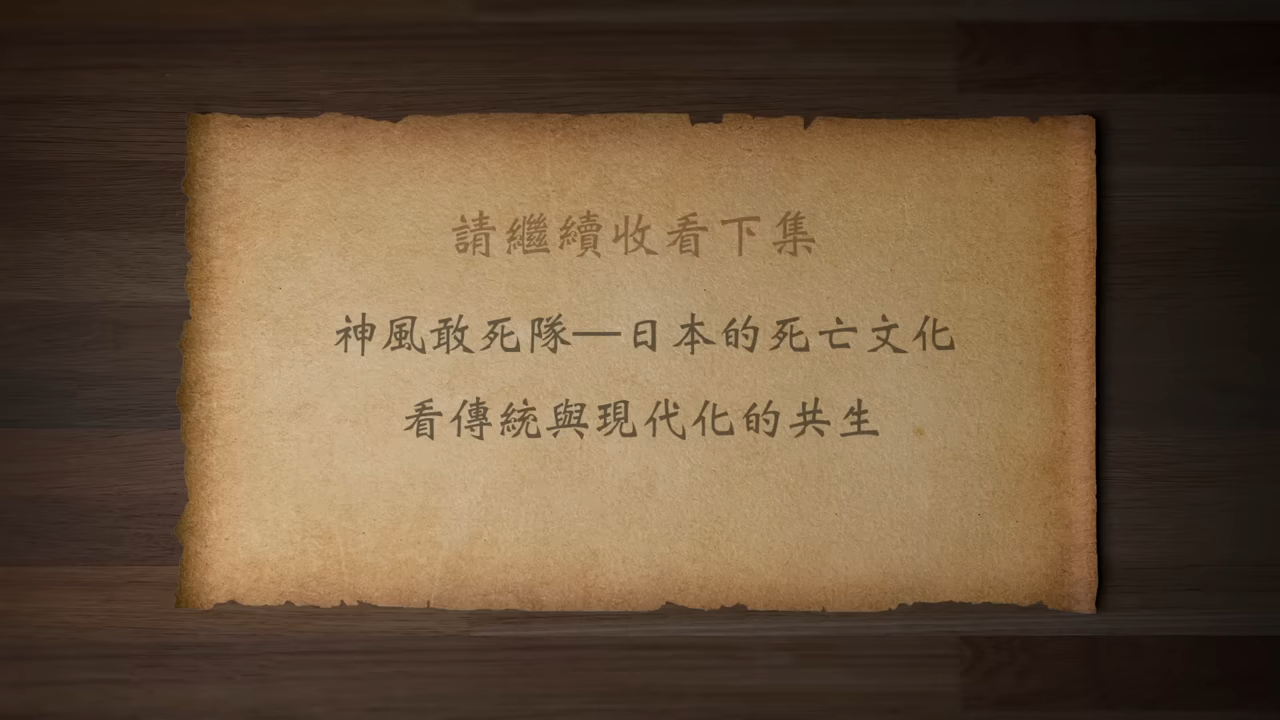 請繼續收看下集
神風敢死隊—日本的死亡文化
看傳統與現代化的共生